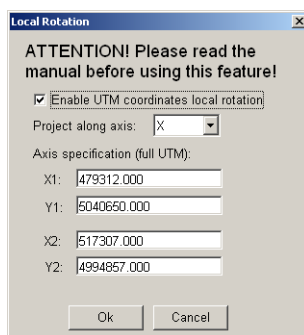 Local Rotation
ATTENTION! Please read the
manual before using this feature!
Enable UTM coordinates local rotation
Project along axis: X
Axis specification (full UTM):
X1: 479312.000
Y1: 5040650.000
X2: 517307.000
Y2: 4994857.000
Ok Cancel